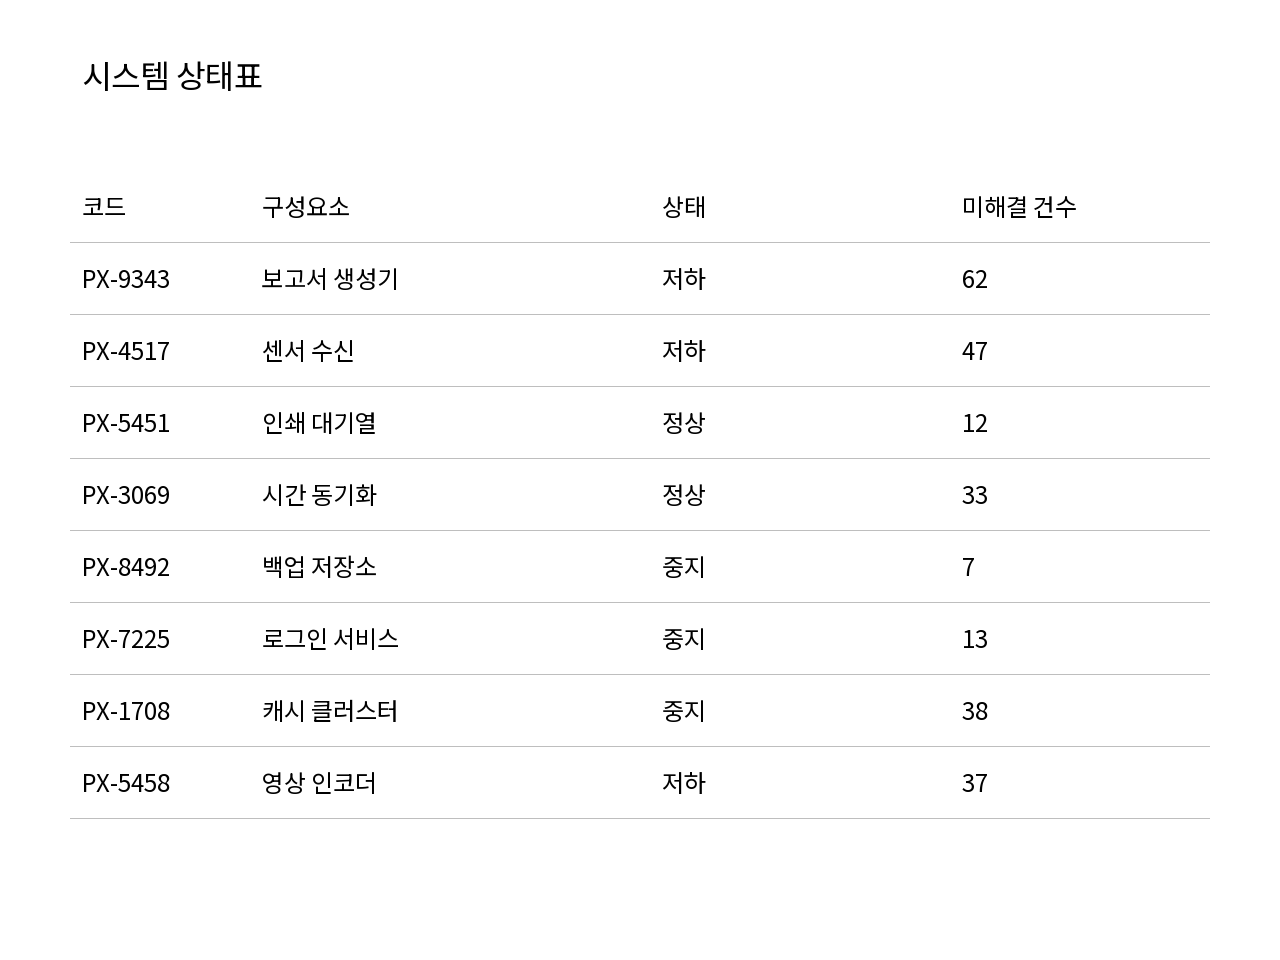 시스템 상태표
코드 구성요소 상태 미해결 건수
PX-9343 보고서 생성기 저하 62
PX-4517 센서 수신 저하 47
PX-5451 인쇄 대기열 정상 12
PX-3069 시간 동기화 정상 33
PX-8492 백업 저장소 중지 7
PX-7225 로그인 서비스 중지 13
PX-1708 캐시 클러스터 중지 38
PX-5458 영상 인코더 저하 37